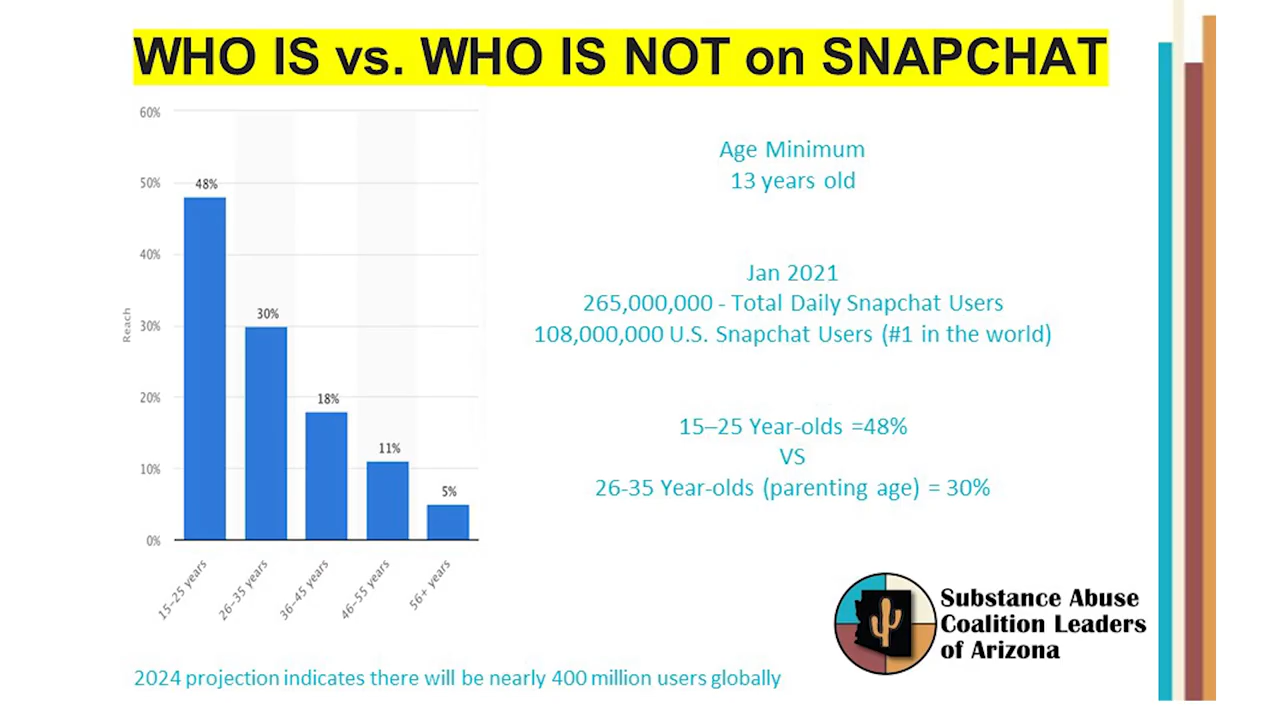 WHO IS vs. WHO IS NOT on SNAPCHAT
60%
50%
40%
30%
20%
10%
0%
Reach
48%
30%
18%
11%
5%
15–25 years
26–35 years
36–45 years
46–55 years
56+ years
Age Minimum
13 years old
Jan 2021
265,000,000 - Total Daily Snapchat Users
108,000,000 U.S. Snapchat Users (#1 in the world)
15–25 Year-olds =48%
VS
26-35 Year-olds (parenting age) = 30%
Substance Abuse
Coalition Leaders
of Arizona
2024 projection indicates there will be nearly 400 million users globally